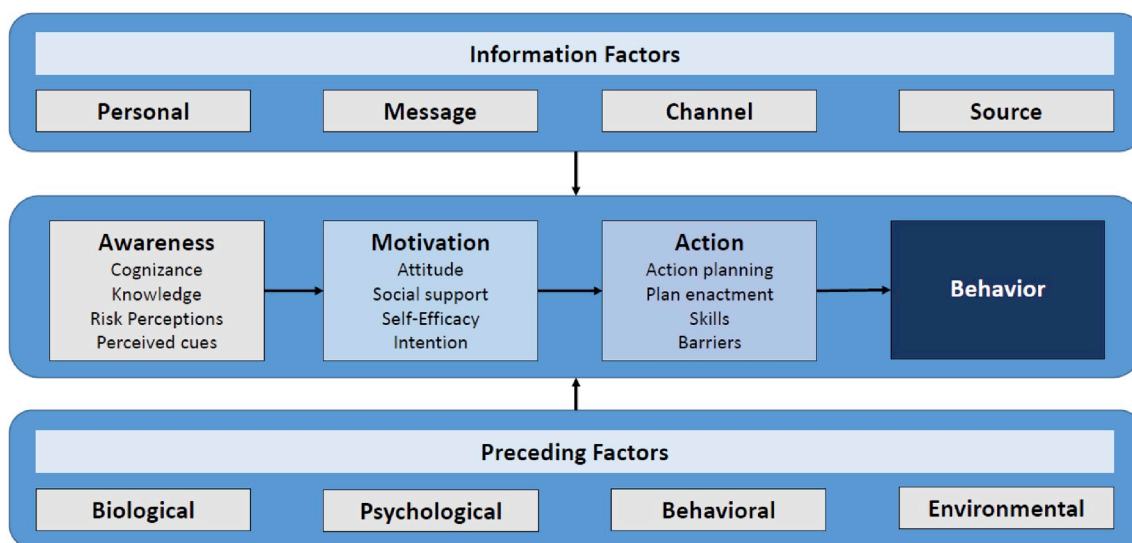 Information Factors
Personal
Message
Channel
Source
Awareness
Cognizance
Knowledge
Risk Perceptions
Perceived cues
Motivation
Attitude
Social support
Self-Efficacy
Intention
Action
Action planning
Plan enactment
Skills
Barriers
Behavior
Preceding Factors
Biological
Psychological
Behavioral
Environmental